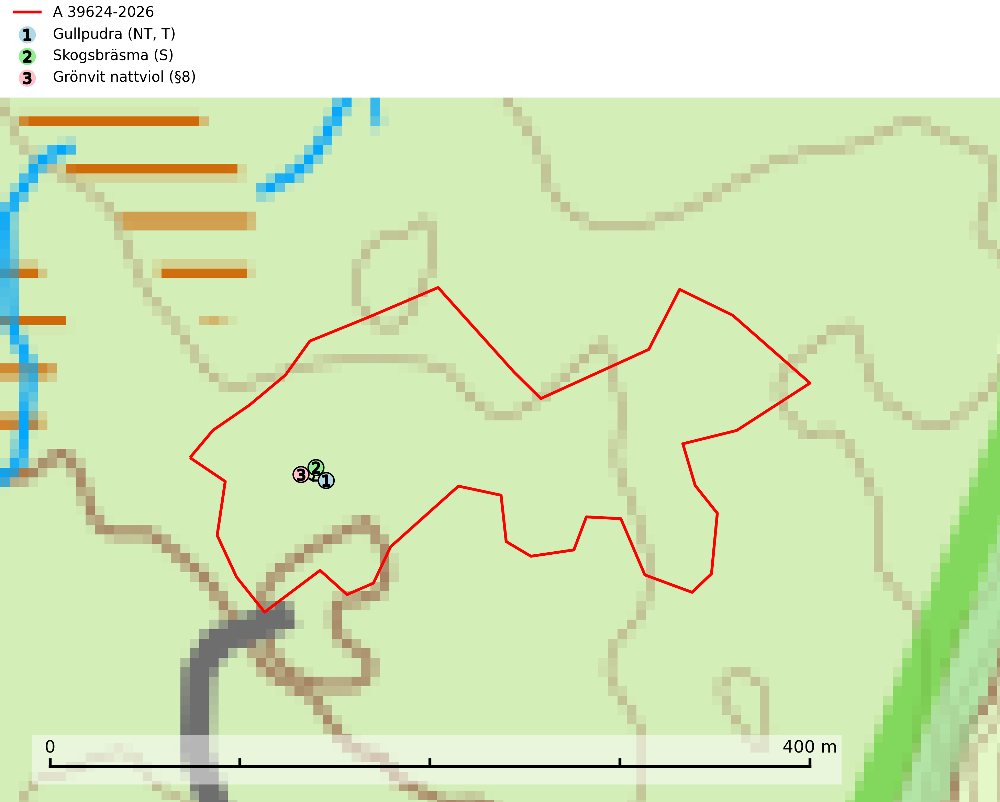 A 39624-2026
1 Gullpudra (NT, T)
2 Skogsbräsma (S)
3 Grönvit nattviol (§8)
2
3
1
0 400 m